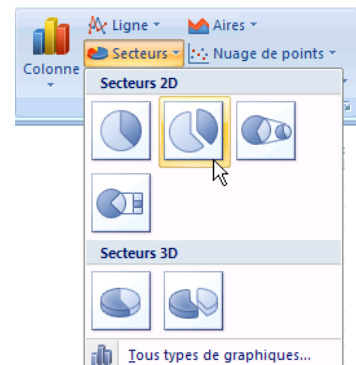 Ligne
Aires
Colonne
Secteurs
Nuage de points
Secteurs 2D
Secteurs 3D
Tous types de graphiques...